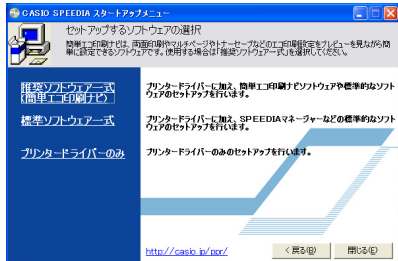 CASIO SPEEDIA スタートアップメニュー
セットアップするソフトウェアの選択
簡単エコ印刷ナビは、両面印刷やマルチページやトナーセーブなどのエコ印刷設定をプレビューを見ながら簡
単に設定できるソフトウェアです。使用する場合は「推奨ソフトウェア一式」を選択してください。
推奨ソフトウェア一式
(簡単エコ印刷ナビ)
プリンタードライバーに加え、簡単エコ印刷ナビソフトウェアや標準的なソフト
ウェアのセットアップを行います。
標準ソフトウェア一式
プリンタードライバーに加え、SPEEDIAマネージャーなどの標準的なソフト
ウェアのセットアップを行います。
プリンタードライバーのみ
プリンタードライバーのみのセットアップを行います。
http://casio.jp/ppr/
< 戻る(B)
閉じる(E)